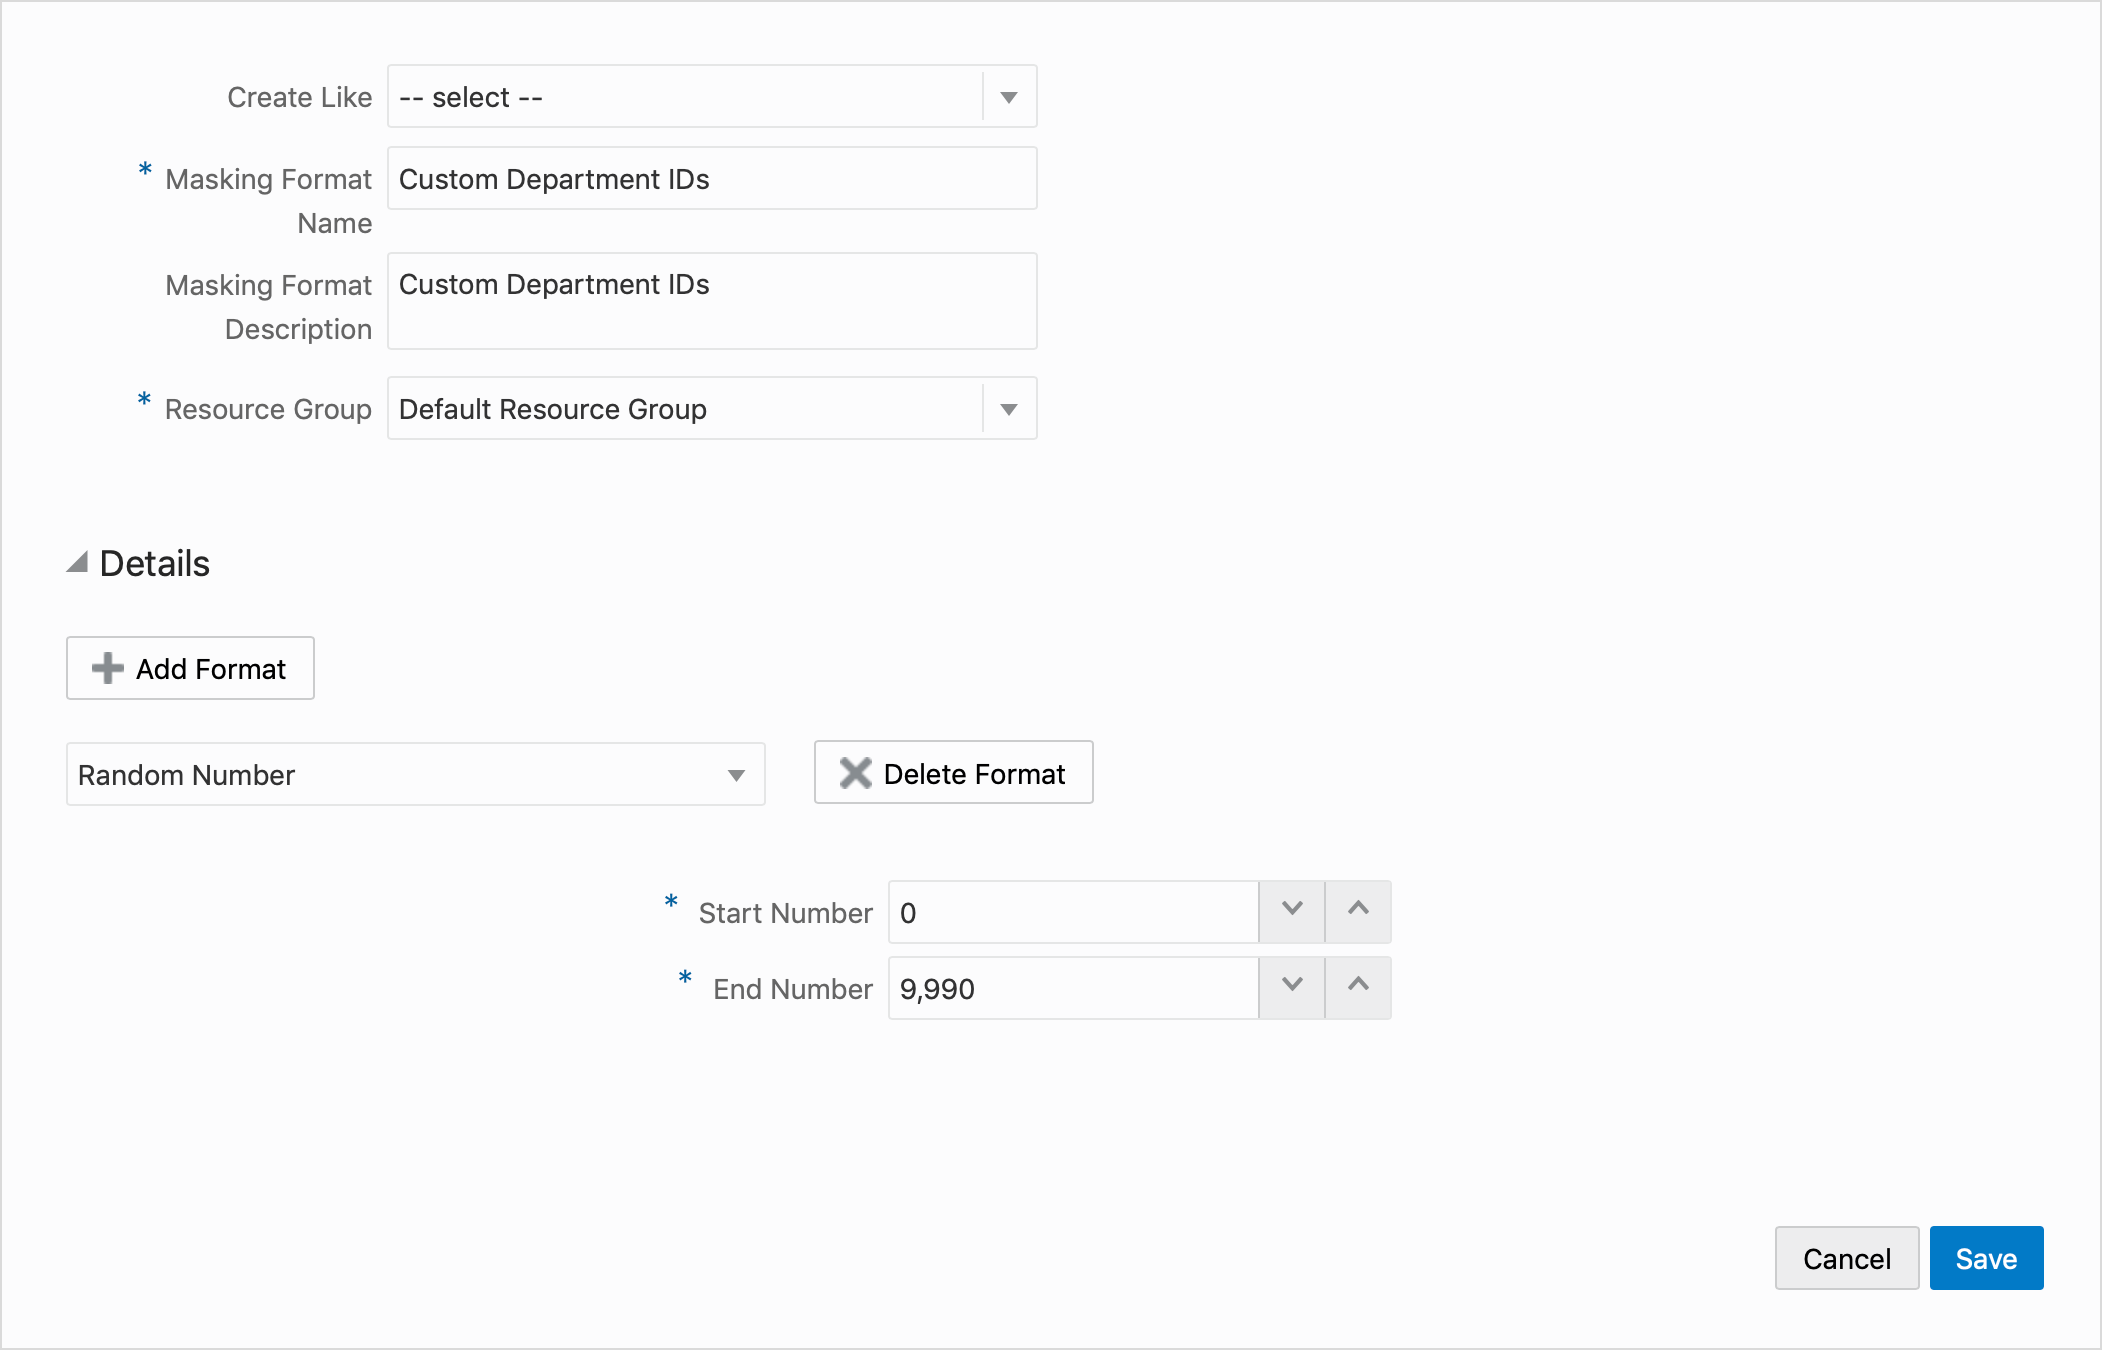 Create Like -- select --
* Masking Format Name Custom Department IDs
Masking Format Description Custom Department IDs
* Resource Group Default Resource Group
Details
Add Format
Random Number Delete Format
* Start Number 0
* End Number 9,990
Cancel Save